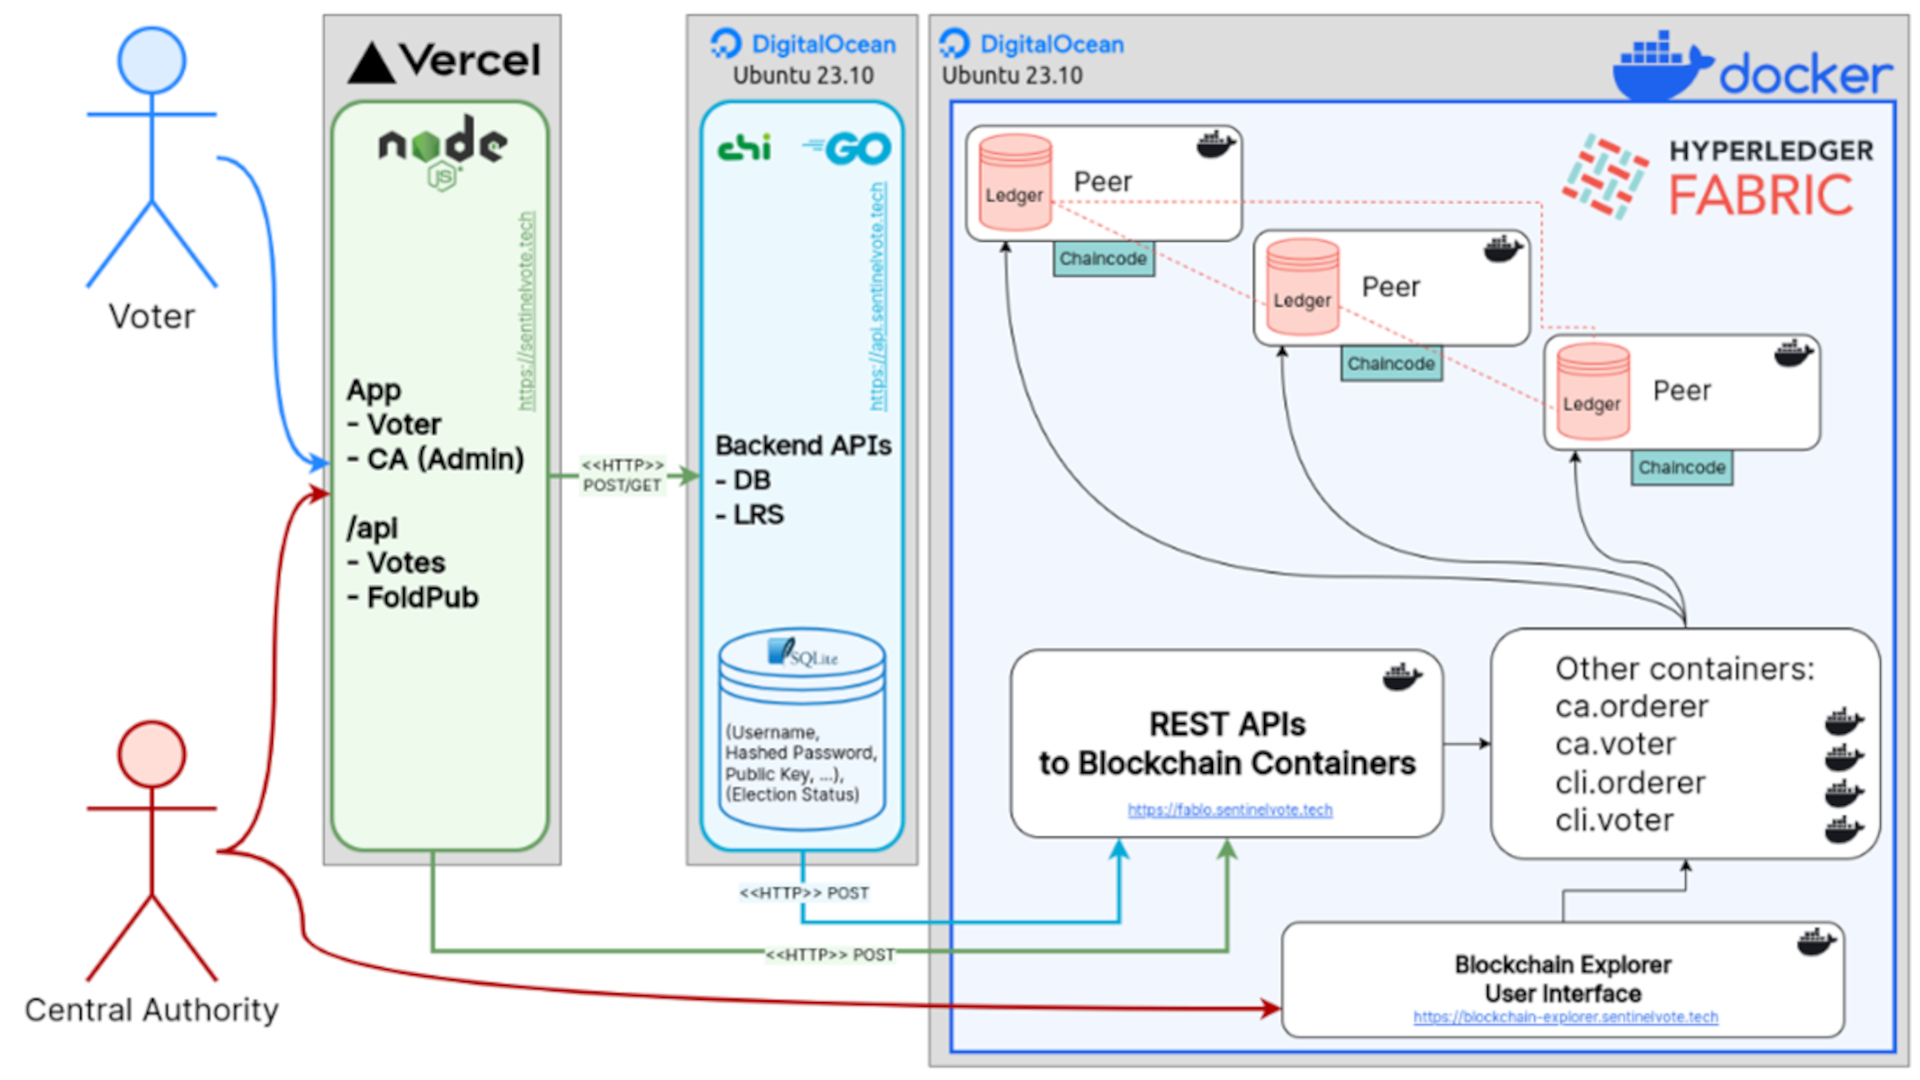 Voter
Central Authority
Vercel
node
JS
https://sentinelvote.tech
App
- Voter
- CA (Admin)
/api
- Votes
- FoldPub
<<HTTP>>
POST/GET
DigitalOcean
Ubuntu 23.10
chi
GO
https://api.sentinelvote.tech
Backend APIs
- DB
- LRS
SQLite
(Username,
Hashed Password,
Public Key, ...),
(Election Status)
<<HTTP>> POST
<<HTTP>> POST
DigitalOcean
Ubuntu 23.10
docker
HYPERLEDGER
FABRIC
Ledger
Peer
Chaincode
Ledger
Peer
Chaincode
Ledger
Peer
Chaincode
REST APIs
to Blockchain Containers
https://fablo.sentinelvote.tech
Other containers:
ca.orderer
ca.voter
cli.orderer
cli.voter
Blockchain Explorer
User Interface
https://blockchain-explorer.sentinelvote.tech